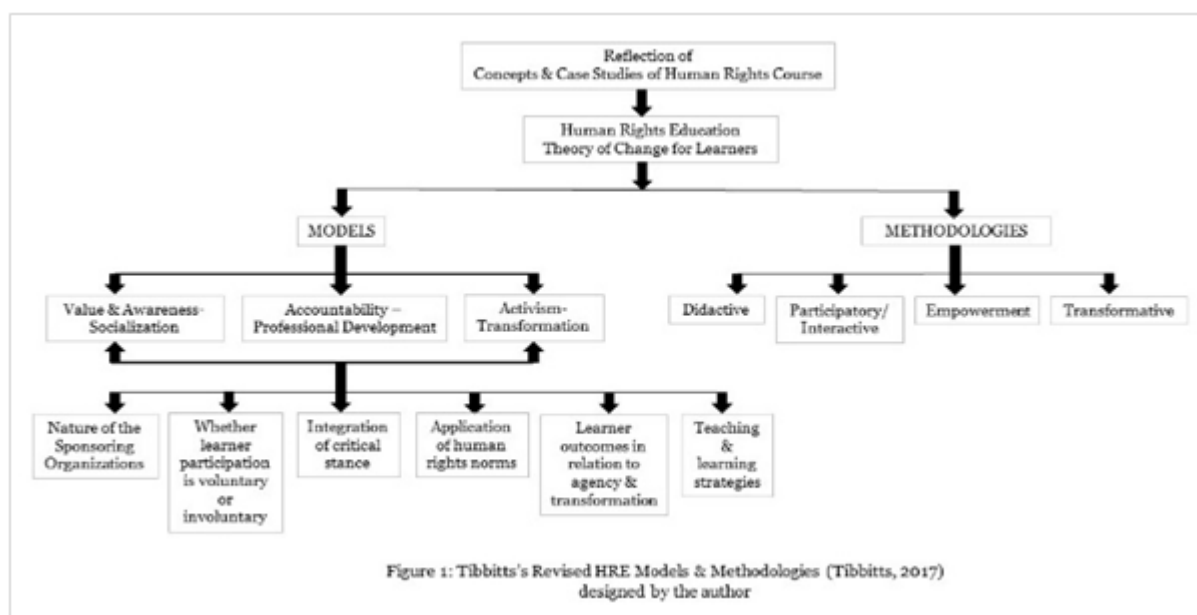 Reflection of
Concepts & Case Studies of Human Rights Course
Human Rights Education
Theory of Change for Learners
MODELS
METHODOLOGIES
Value & Awareness-
Socialization
Accountability –
Professional Development
Activism-
Transformation
Didactive
Participatory/
Interactive
Empowerment
Transformative
Nature of the
Sponsoring
Organizations
Whether
learner
participation
is voluntary
or
involuntary
Integration
of critical
stance
Application
of human
rights norms
Learner
outcomes in
relation to
agency &
transformation
Teaching
&
learning
strategies
Figure 1: Tibbitts's Revised HRE Models & Methodologies (Tibbitts, 2017)
designed by the author